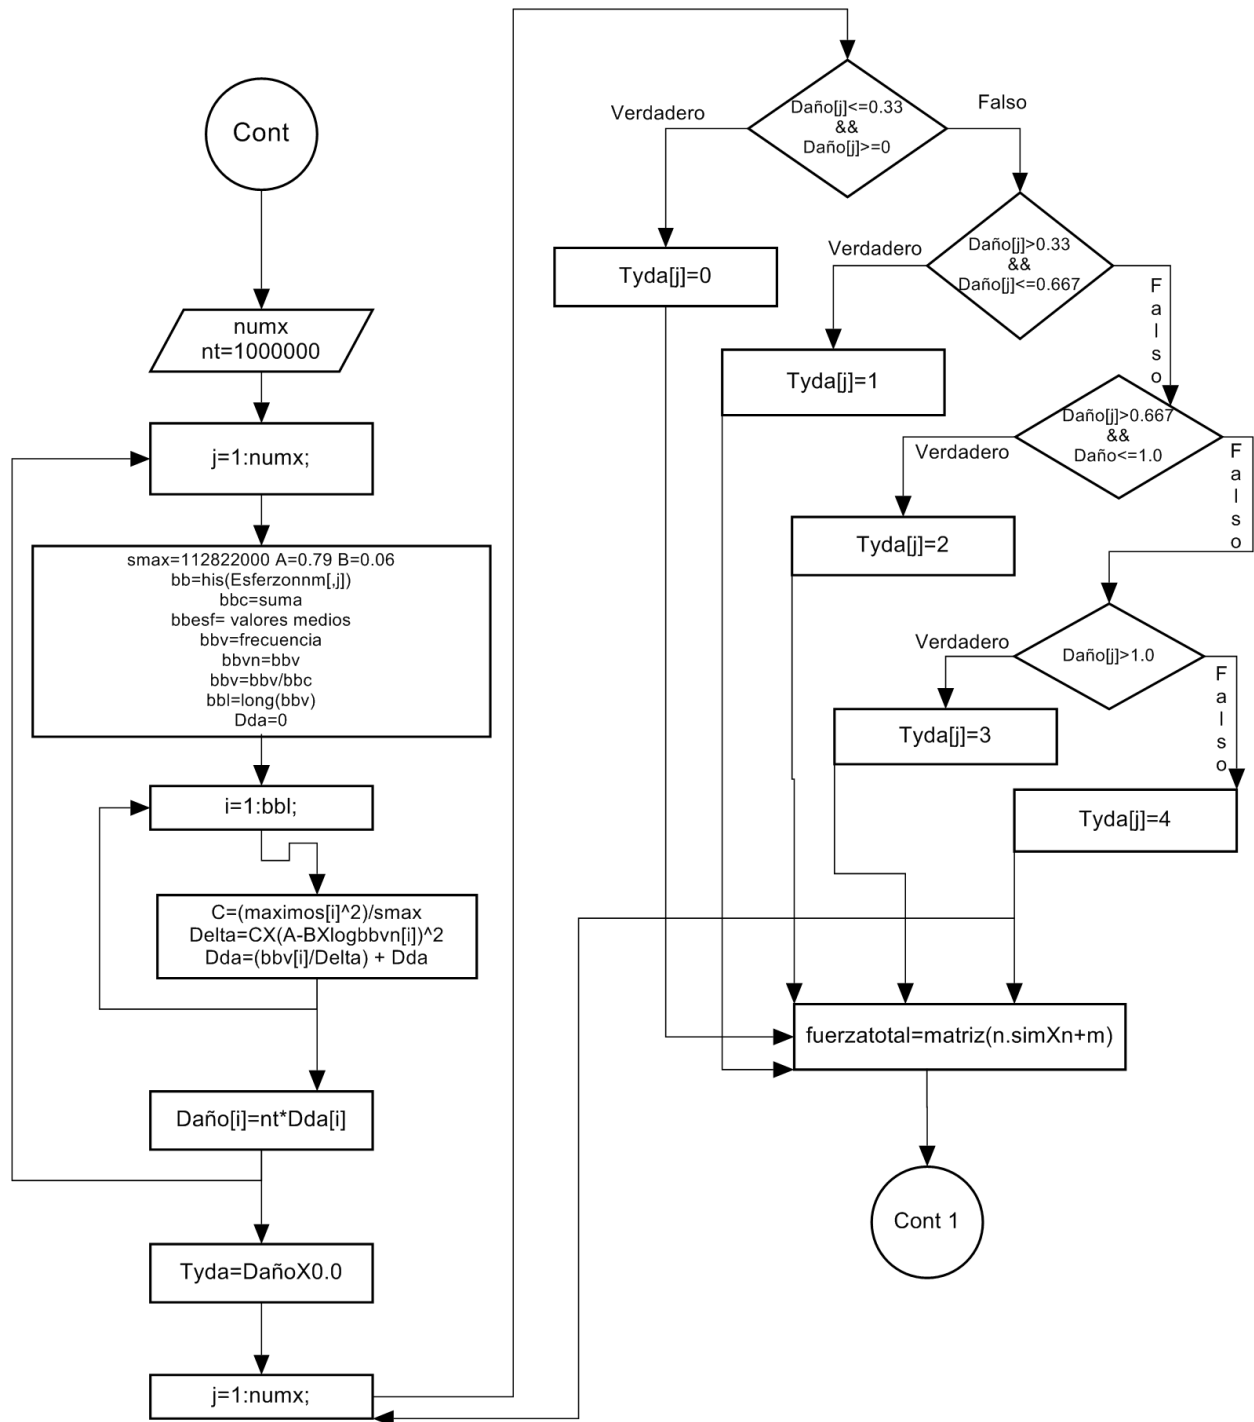 Cont
numx
nt=1000000
j=1:numx;
smax=112822000 A=0.79 B=0.06
bb=his(Esferzonnm[,j])
bbc=suma
bbesf= valores medios
bbv=frecuencia
bbvn=bbv
bbv=bbv/bbc
bbl=long(bbv)
Dda=0
i=1:bbl;
C=(maximos[i]^2)/smax
Delta=CX(A-BXlogbbvn[i])^2
Dda=(bbv[i]/Delta) + Dda
Daño[i]=nt*Dda[i]
Tyda=DañoX0.0
j=1:numx;
Daño[j]<=0.33
&&
Daño[j]>=0
Verdadero
Falso
Tyda[j]=0
Daño[j]>0.33
&&
Daño[j]<=0.667
Verdadero
Falso
Tyda[j]=1
Daño[j]>0.667
&&
Daño<=1.0
Verdadero
Falso
Tyda[j]=2
Daño[j]>1.0
Verdadero
Falso
Tyda[j]=3
Tyda[j]=4
fuerzatotal=matriz(n.simXn+m)
Cont 1